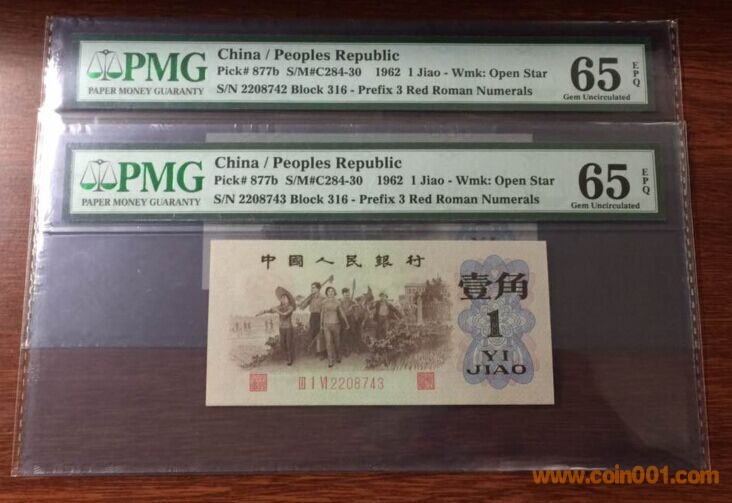 PMG
PAPER MONEY GUARANTY
China / Peoples Republic
Pick# 877b S/M#C284-30 1962 1 Jiao - Wmk: Open Star
S/N 2208742 Block 316 - Prefix 3 Red Roman Numerals
65
EPQ
Gem Uncirculated
PMG
PAPER MONEY GUARANTY
China / Peoples Republic
Pick# 877b S/M#C284-30 1962 1 Jiao - Wmk: Open Star
S/N 2208743 Block 316 - Prefix 3 Red Roman Numerals
65
EPQ
Gem Uncirculated
中國人民銀行
壹角
1
YI
JIAO
III I VI 2208743
www.coin001.com